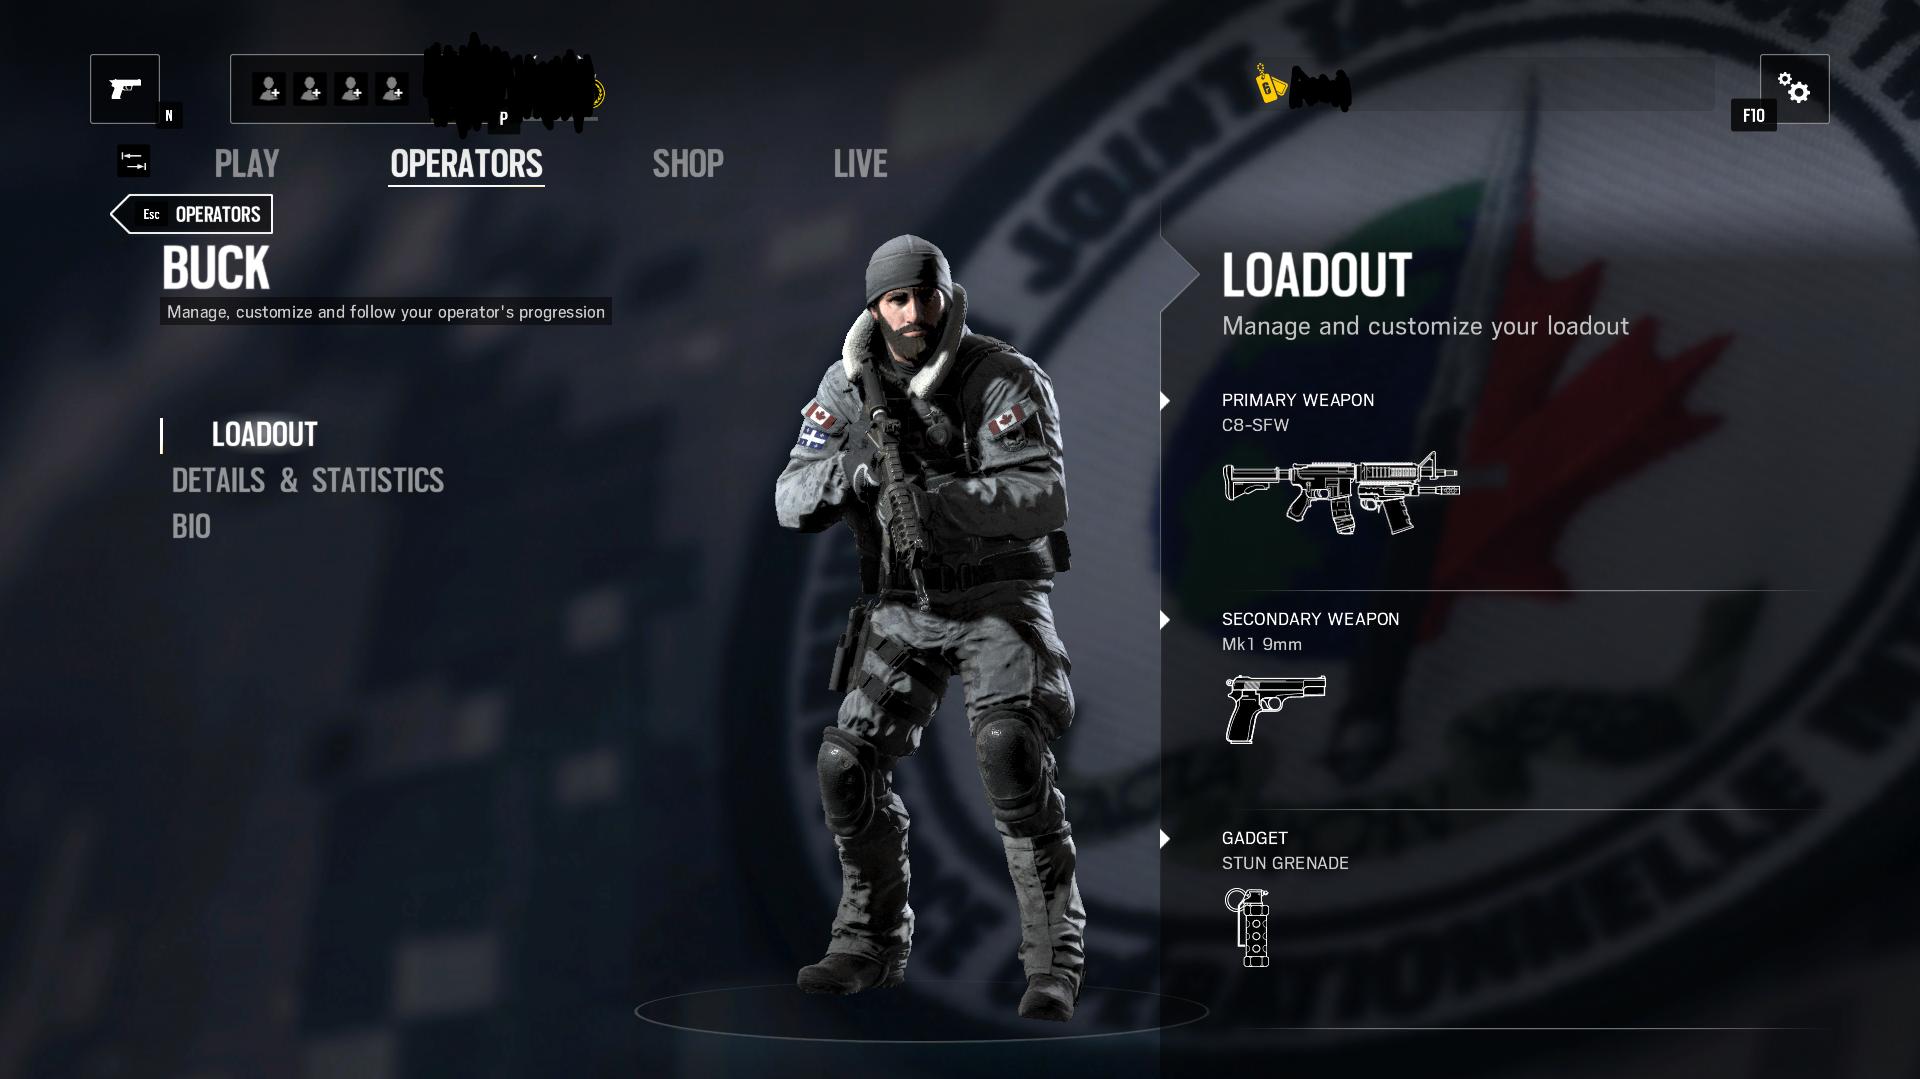 N
P
F10
PLAY OPERATORS SHOP LIVE
Esc OPERATORS
BUCK
Manage, customize and follow your operator's progression
LOADOUT
DETAILS & STATISTICS
BIO
LOADOUT
Manage and customize your loadout
PRIMARY WEAPON
C8-SFW
SECONDARY WEAPON
Mk1 9mm
GADGET
STUN GRENADE
JOINT